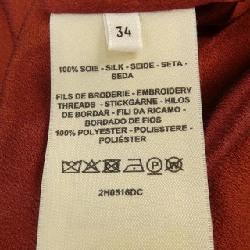 34
100% SOIE - SILK - SEIDE - SETA -
SEDA
FILS DE BRODERIE - EMBROIDERY
THREADS - STICKGARNE - HILOS
DE BORDAR - FILI DA RICAMO -
BORDADO DE FIOS
100% POLYESTER - POLIESTERE -
POLIÉSTER
2H0516DC